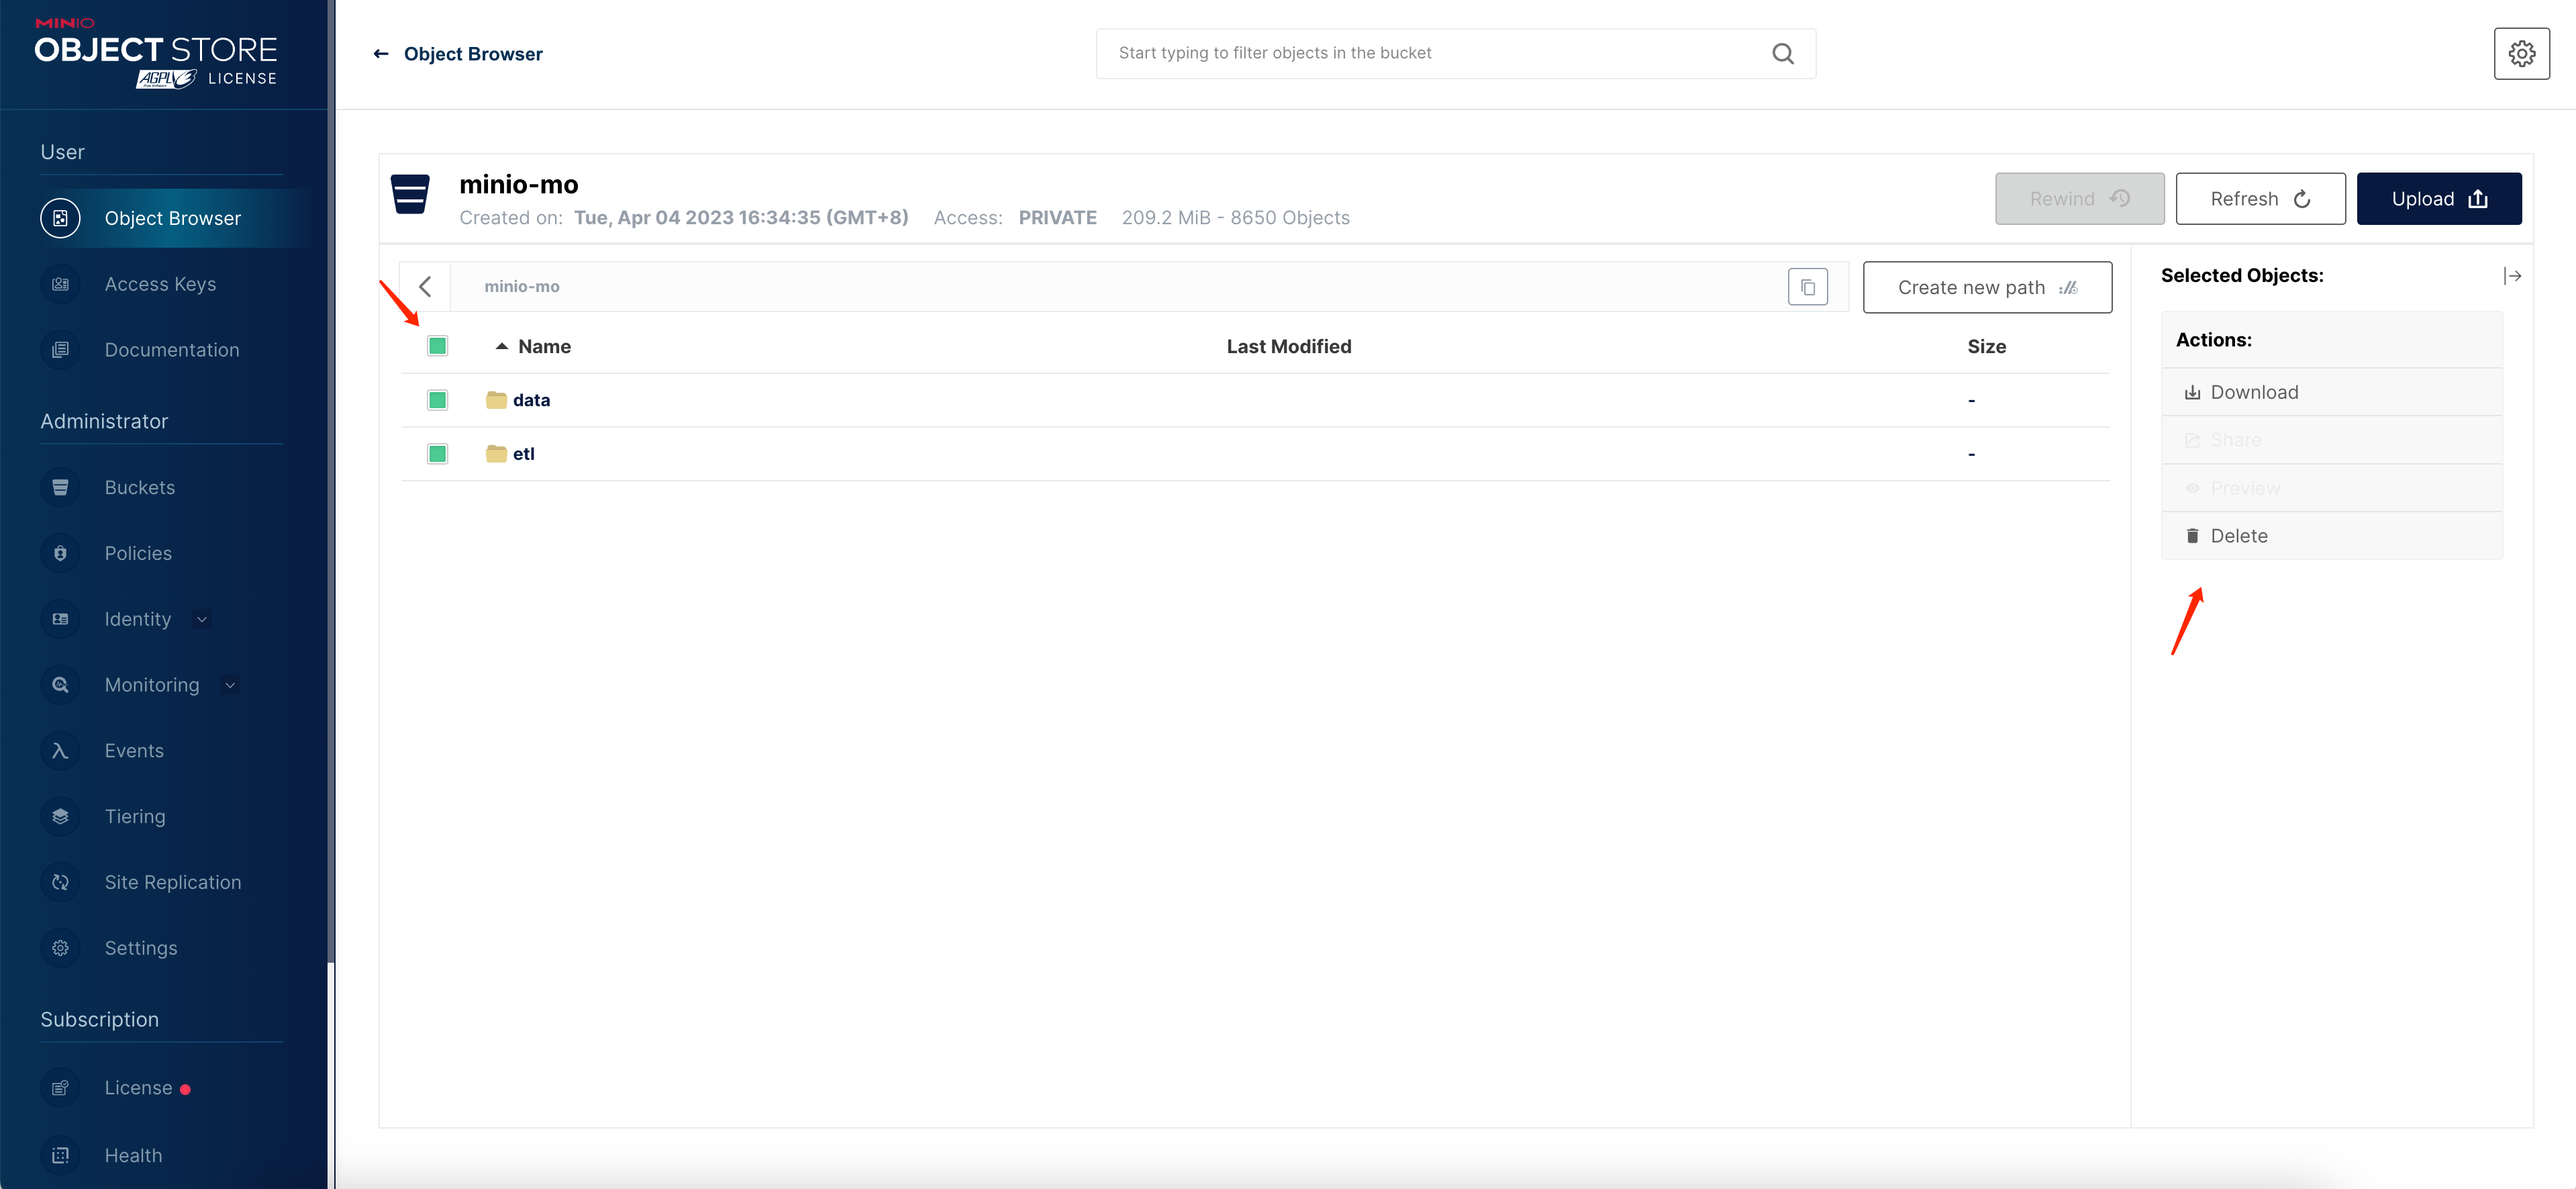 MINIO
OBJECT STORE
AGPL v3 LICENSE
User
Object Browser
Access Keys
Documentation
Administrator
Buckets
Policies
Identity
Monitoring
Events
Tiering
Site Replication
Settings
Subscription
License
Health
Object Browser
Start typing to filter objects in the bucket
minio-mo
Created on: Tue, Apr 04 2023 16:34:35 (GMT+8) Access: PRIVATE 209.2 MiB - 8650 Objects
Rewind Refresh Upload
minio-mo
Create new path
Name Last Modified Size
data -
etl -
Selected Objects:
Actions:
Download
Share
Preview
Delete